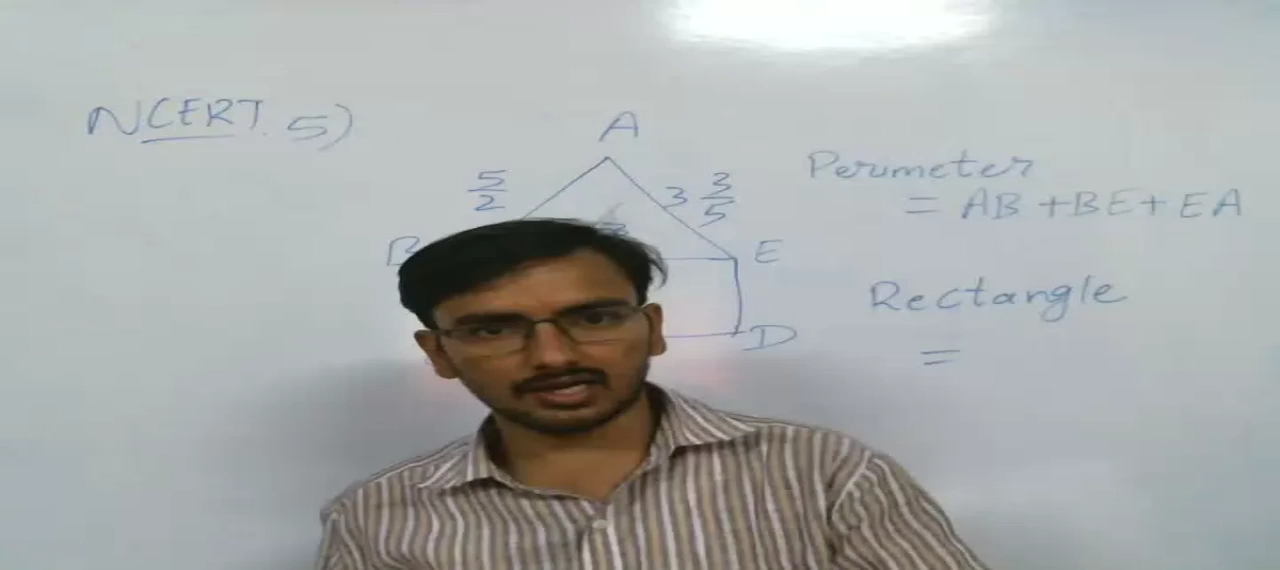 NCERT. 5)
A
5/2
3 3/5
B
E
D
Perimeter
= AB + BE + EA
Rectangle
=